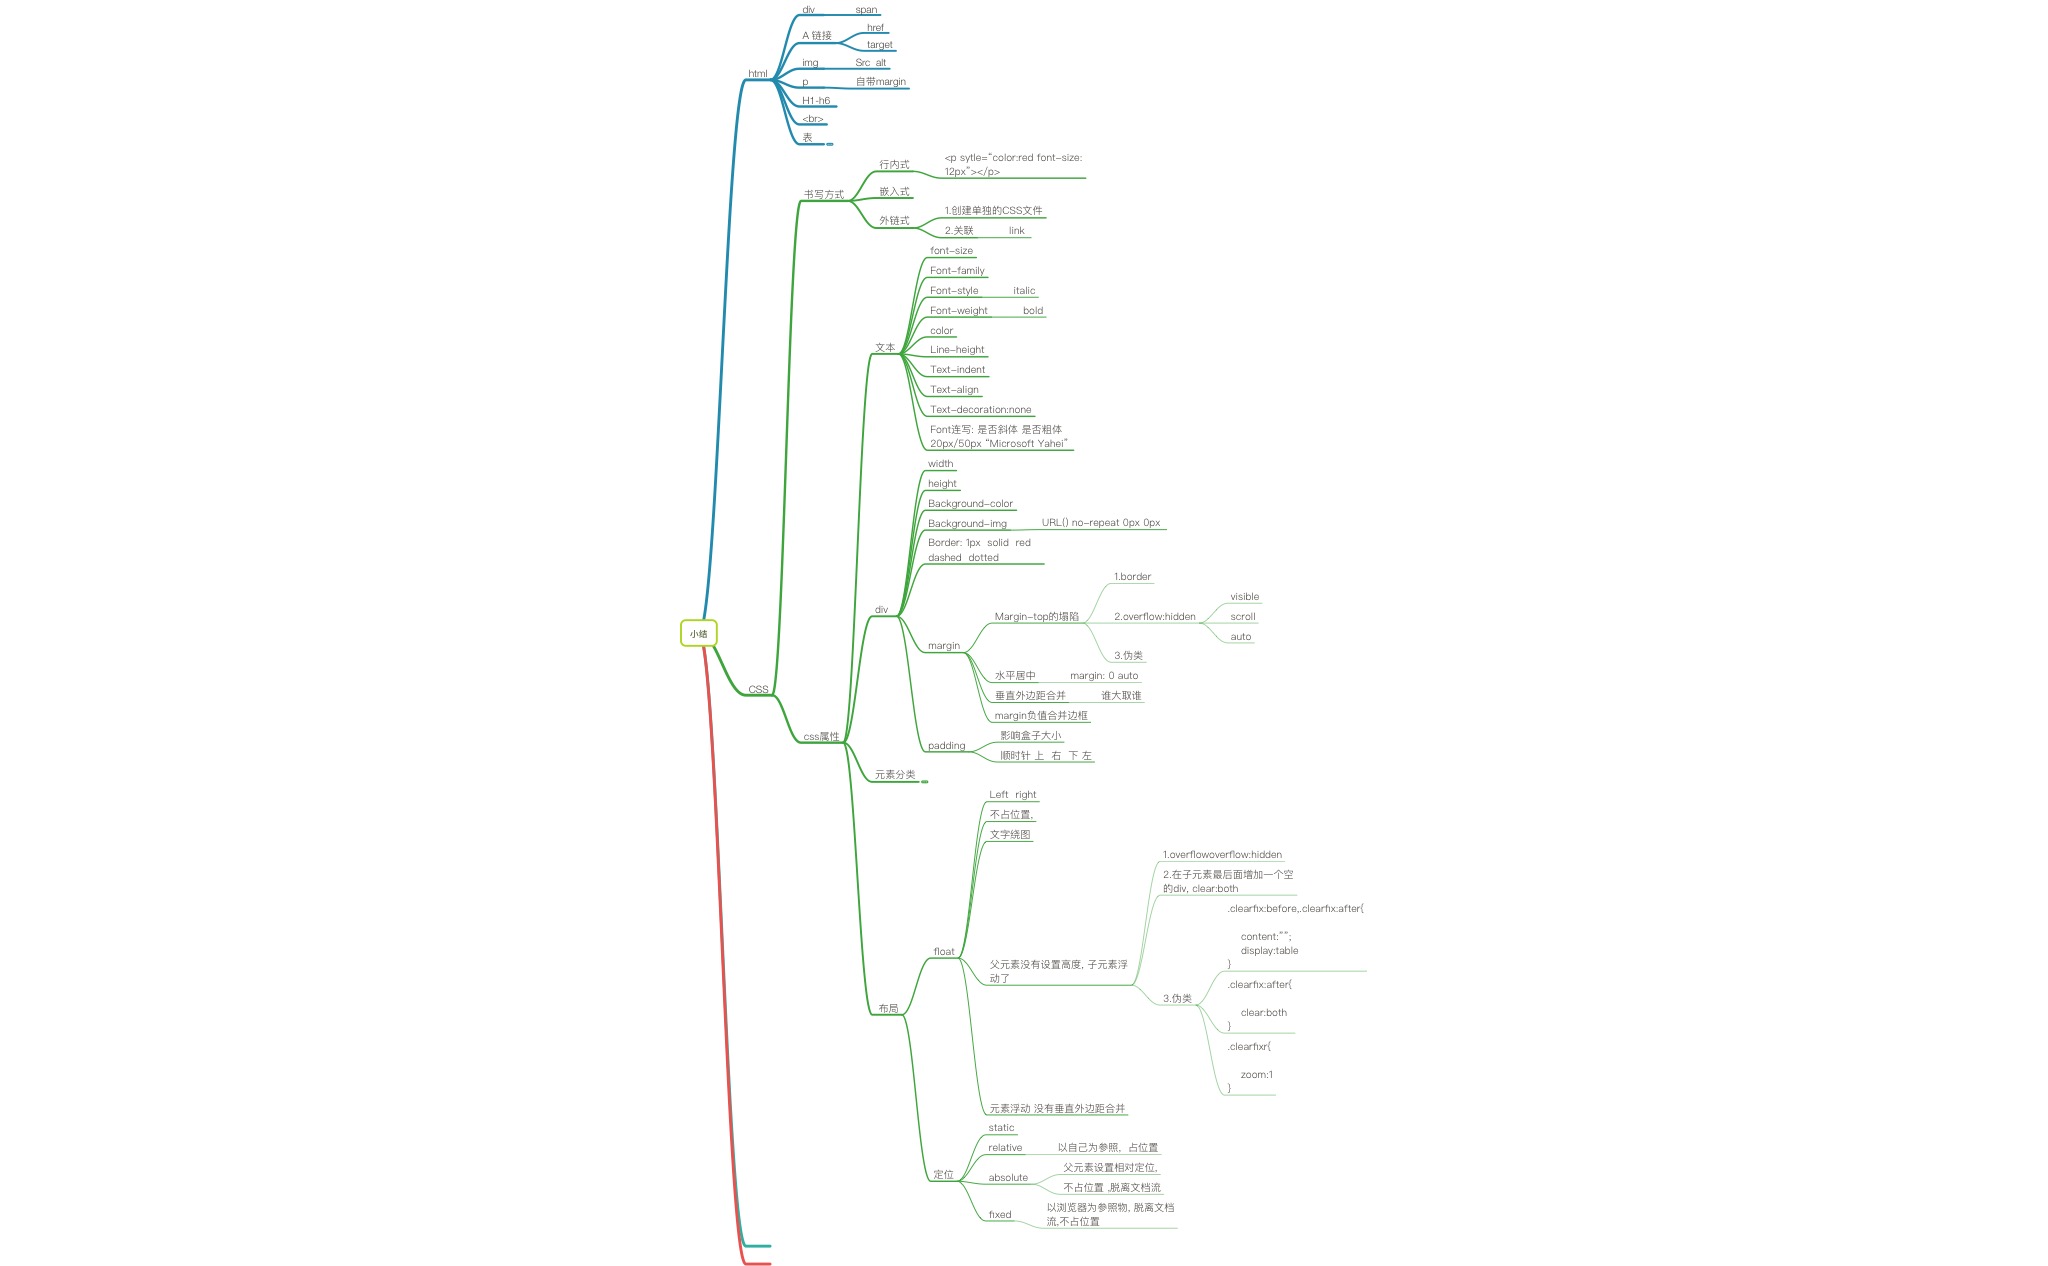 div
span
A 链接
href
target
img
Src  alt
html
p
自带margin
H1-h6
<br>
表
书写方式
行内式
<p sytle=“color:red font-size:
12px”></p>
嵌入式
外链式
1.创建单独的CSS文件
2.关联
link
文本
font-size
Font-family
Font-style
italic
Font-weight
bold
color
Line-height
Text-indent
Text-align
Text-decoration:none
Font连写: 是否斜体 是否粗体
20px/50px “Microsoft Yahei”
div
width
height
Background-color
Background-img
URL() no-repeat 0px 0px
Border: 1px  solid  red
dashed  dotted
margin
Margin-top的塌陷
1.border
2.overflow:hidden
visible
scroll
auto
3.伪类
水平居中
margin: 0 auto
垂直外边距合并
谁大取谁
margin负值合并边框
padding
影响盒子大小
顺时针 上  右  下 左
小结
CSS
css属性
元素分类
布局
float
Left  right
不占位置,
文字绕图
父元素没有设置高度, 子元素浮
动了
1.overflowoverflow:hidden
2.在子元素最后面增加一个空
的div, clear:both
3.伪类
.clearfix:before,.clearfix:after{
content:””;
display:table
}
.clearfix:after{
clear:both
}
.clearfixr{
zoom:1
}
元素浮动 没有垂直外边距合并
定位
static
relative
以自己为参照,  占位置
absolute
父元素设置相对定位,
不占位置 ,脱离文档流
fixed
以浏览器为参照物, 脱离文档
流,不占位置